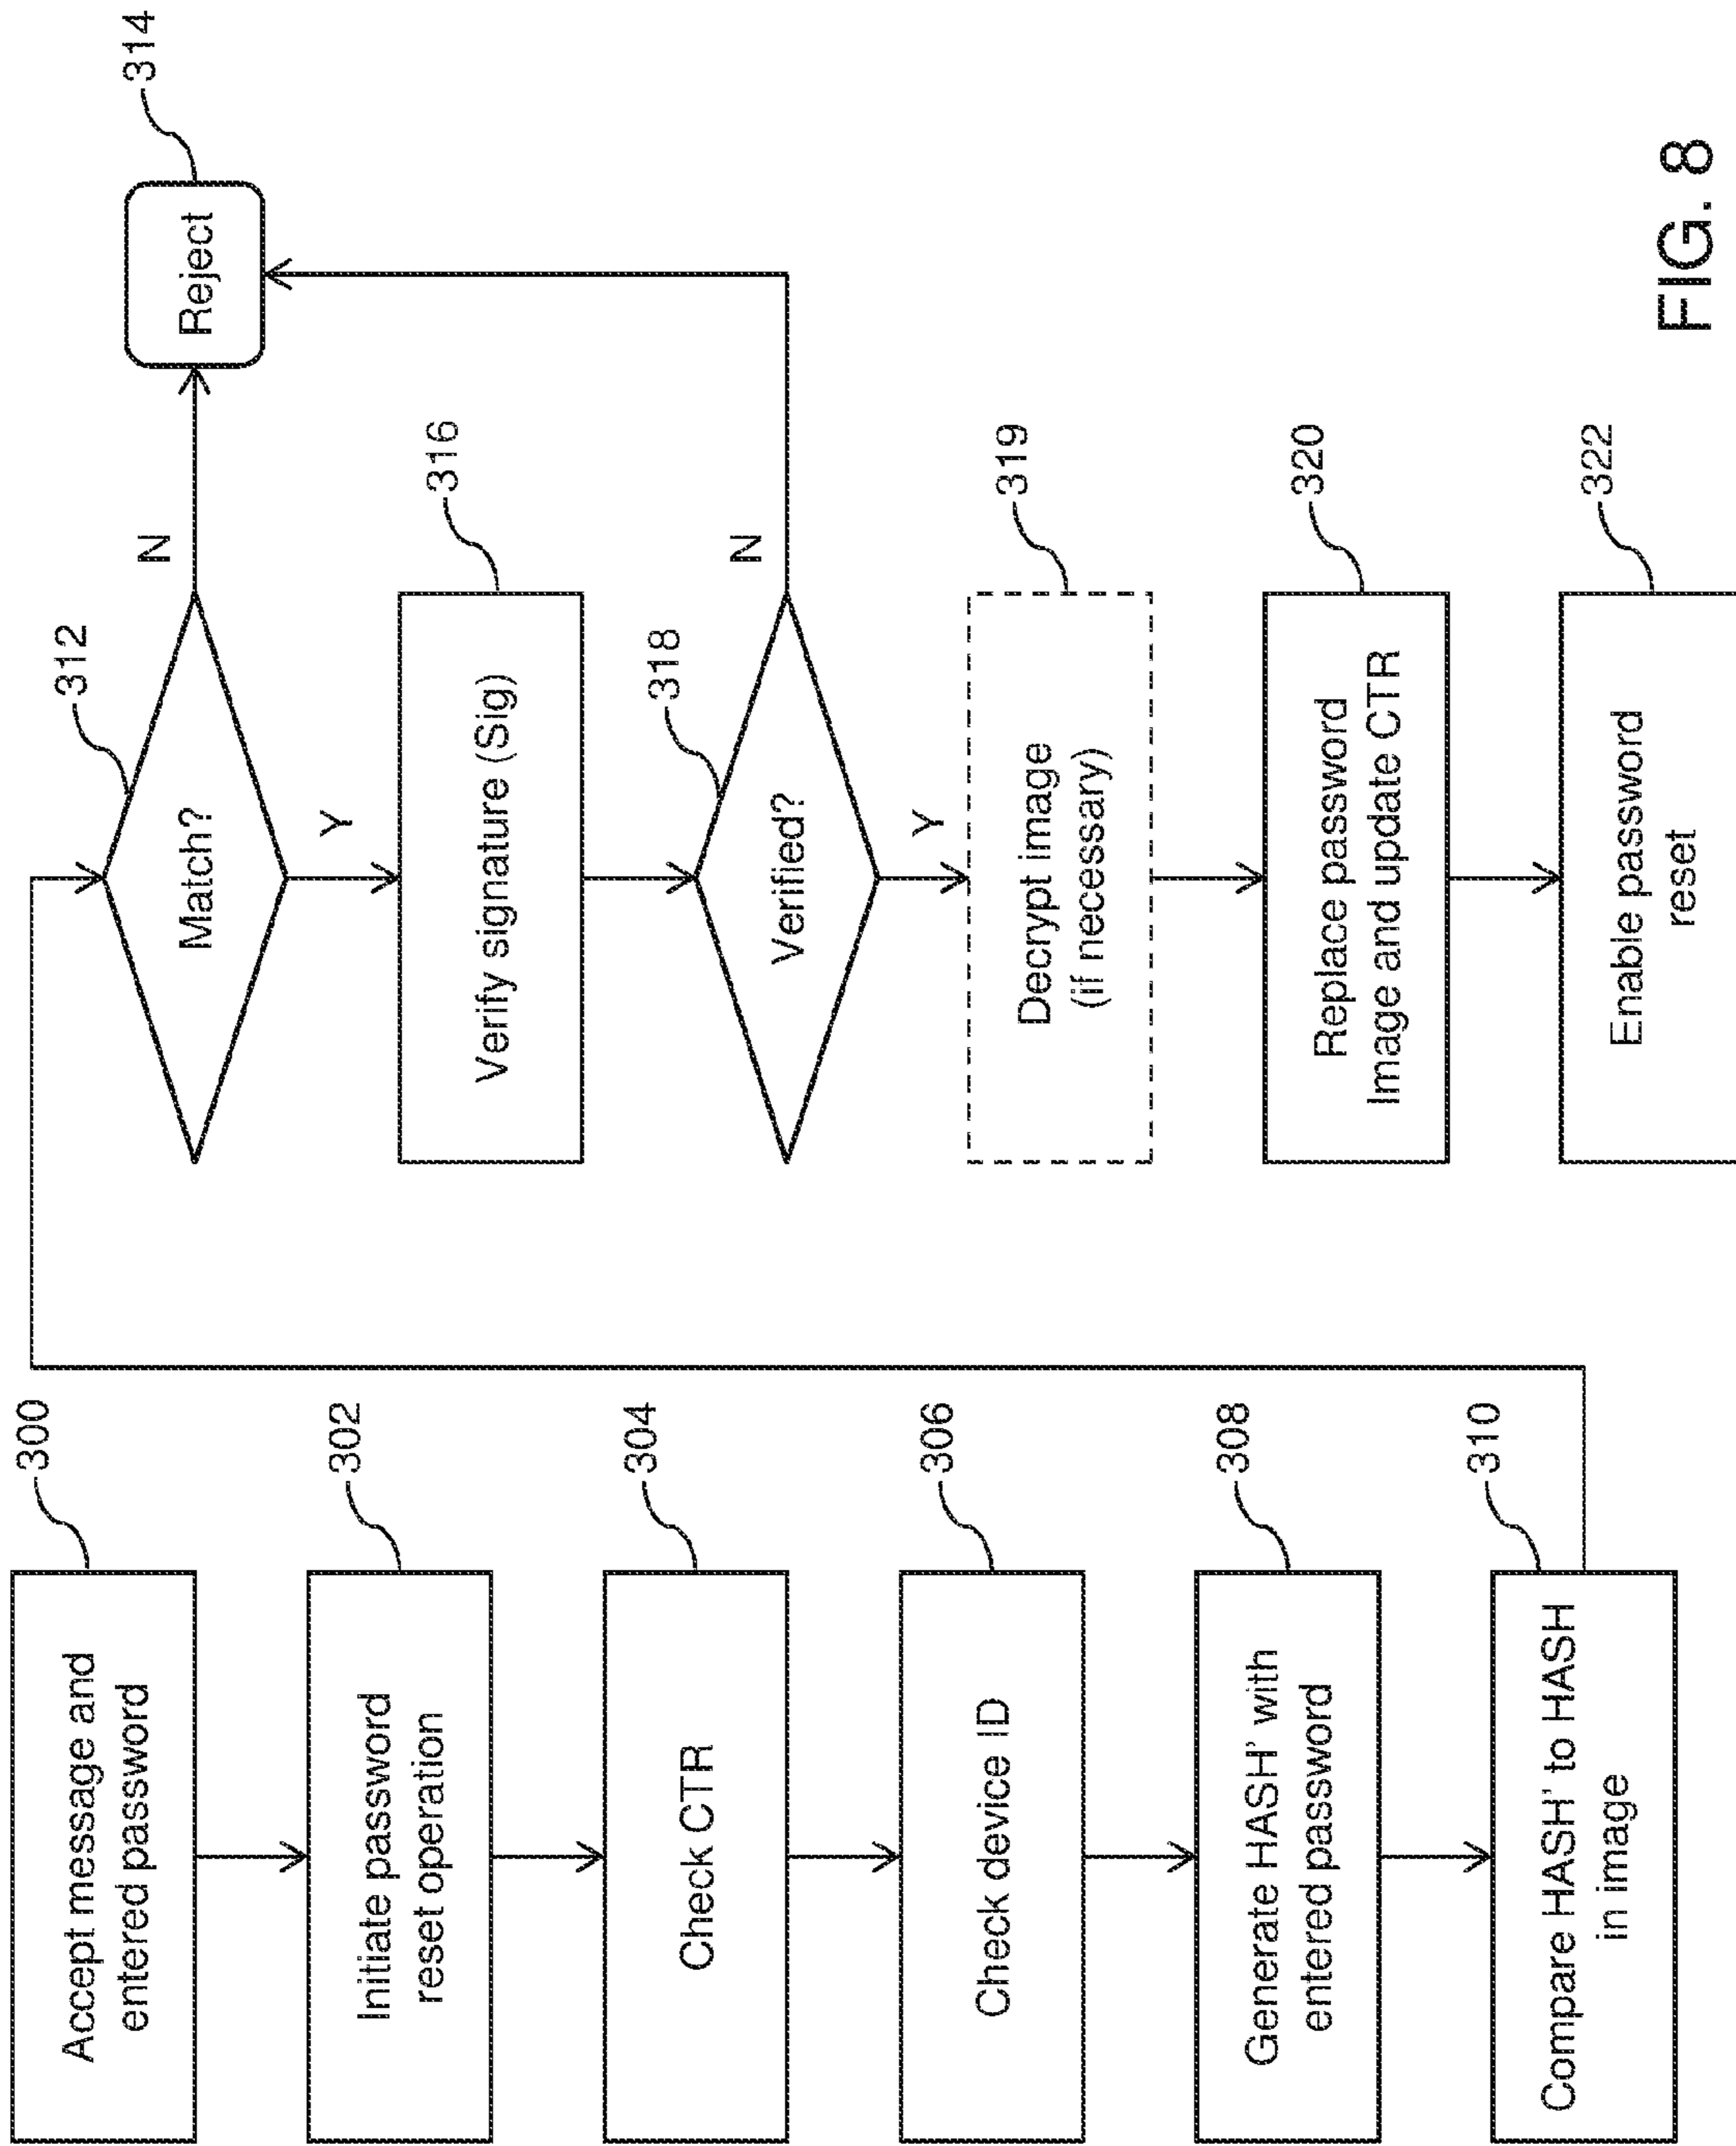 300
Accept message and
entered password
302
Initiate password
reset operation
304
Check CTR
306
Check device ID
308
Generate HASH' with
entered password
310
Compare HASH' to HASH
in image
312
Match?
N
314
Reject
Y
316
Verify signature (Sig)
318
Verified?
N
Y
319
Decrypt image
(if necessary)
320
Replace password
Image and update CTR
322
Enable password
reset
FIG. 8